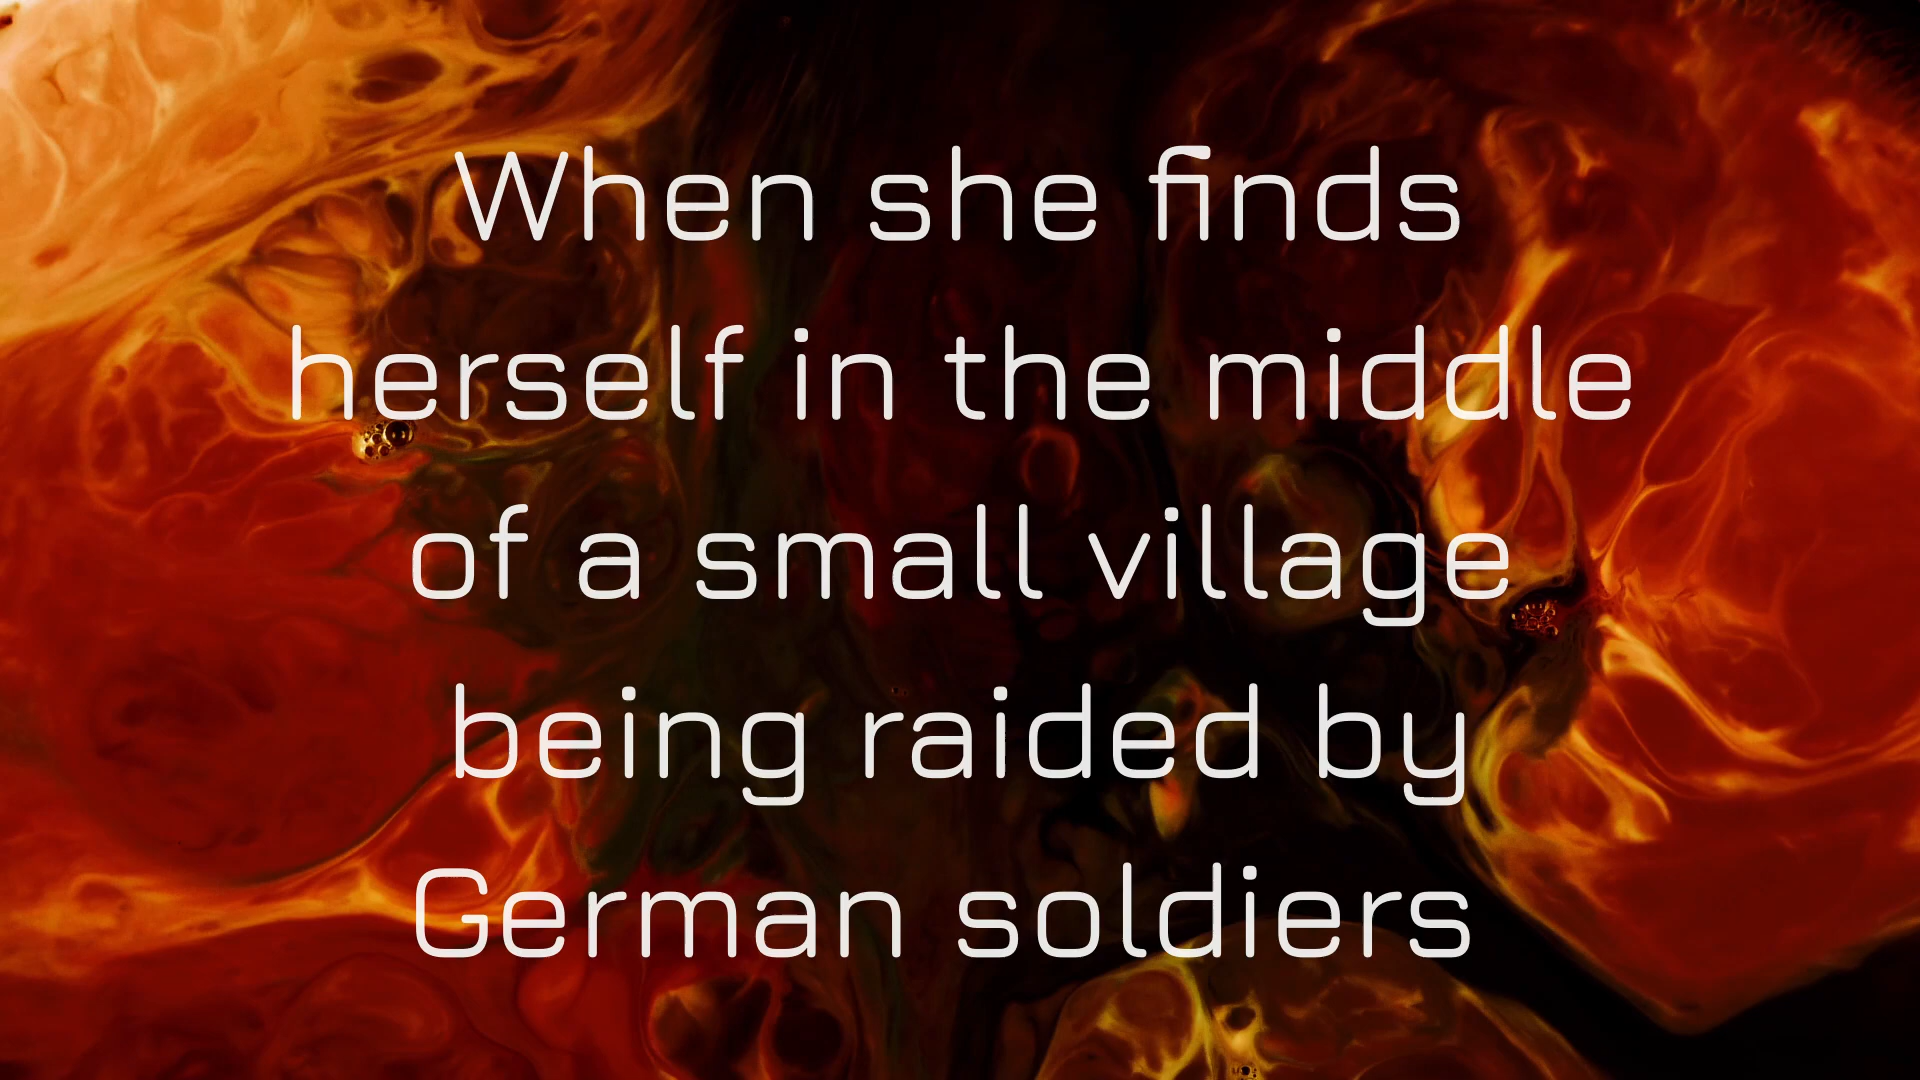 When she finds
herself in the middle
of a small village
being raided by
German soldiers